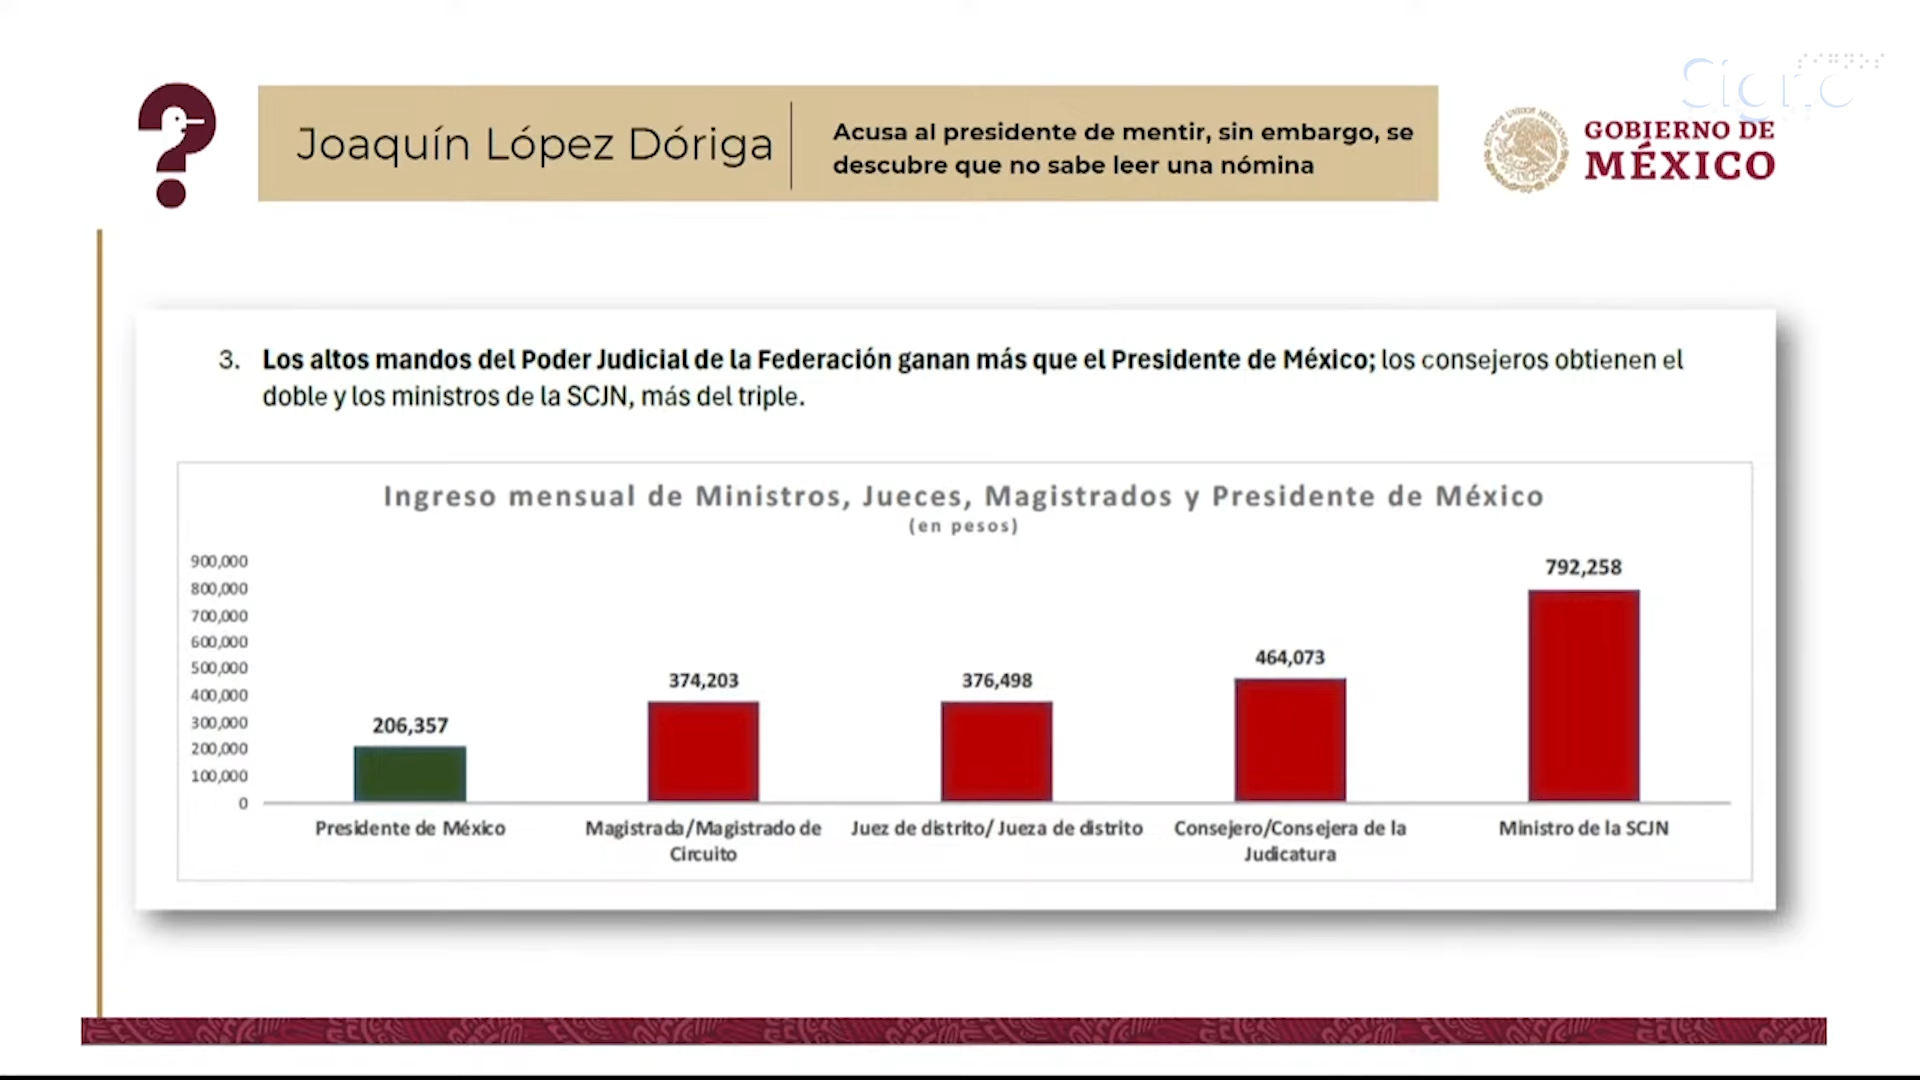 Signo
Joaquín López Dóriga
Acusa al presidente de mentir, sin embargo, se
descubre que no sabe leer una nómina
ESTADOS UNIDOS MEXICANOS
GOBIERNO DE
MÉXICO
3. Los altos mandos del Poder Judicial de la Federación ganan más que el Presidente de México; los consejeros obtienen el
doble y los ministros de la SCJN, más del triple.
Ingreso mensual de Ministros, Jueces, Magistrados y Presidente de México
(en pesos)
900,000
800,000
700,000
600,000
500,000
400,000
300,000
200,000
100,000
0
206,357
374,203
376,498
464,073
792,258
Presidente de México
Magistrada/Magistrado de
Circuito
Juez de distrito/ Jueza de distrito
Consejero/Consejera de la
Judicatura
Ministro de la SCJN